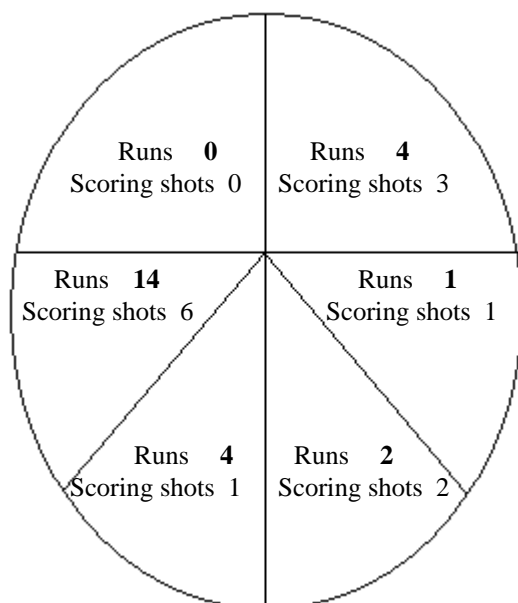 Runs 0
Scoring shots 0
Runs 4
Scoring shots 3
Runs 14
Scoring shots 6
Runs 1
Scoring shots 1
Runs 4
Scoring shots 1
Runs 2
Scoring shots 2